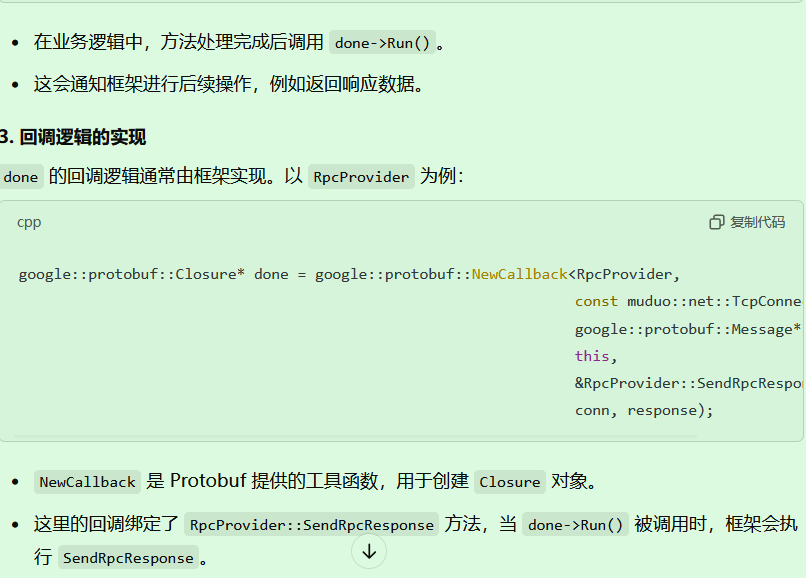 在业务逻辑中，方法处理完成后调用 done->Run()。
这会通知框架进行后续操作，例如返回响应数据。
3. 回调逻辑的实现
done 的回调逻辑通常由框架实现。以 RpcProvider 为例：
cpp
复制代码
google::protobuf::Closure* done = google::protobuf::NewCallback<RpcProvider,
const muduo::net::TcpConne
google::protobuf::Message*
this,
&RpcProvider::SendRpcRespo
conn, response);
NewCallback 是 Protobuf 提供的工具函数，用于创建 Closure 对象。
这里的回调绑定了 RpcProvider::SendRpcResponse 方法，当 done->Run() 被调用时，框架会执
行 SendRpcResponse。